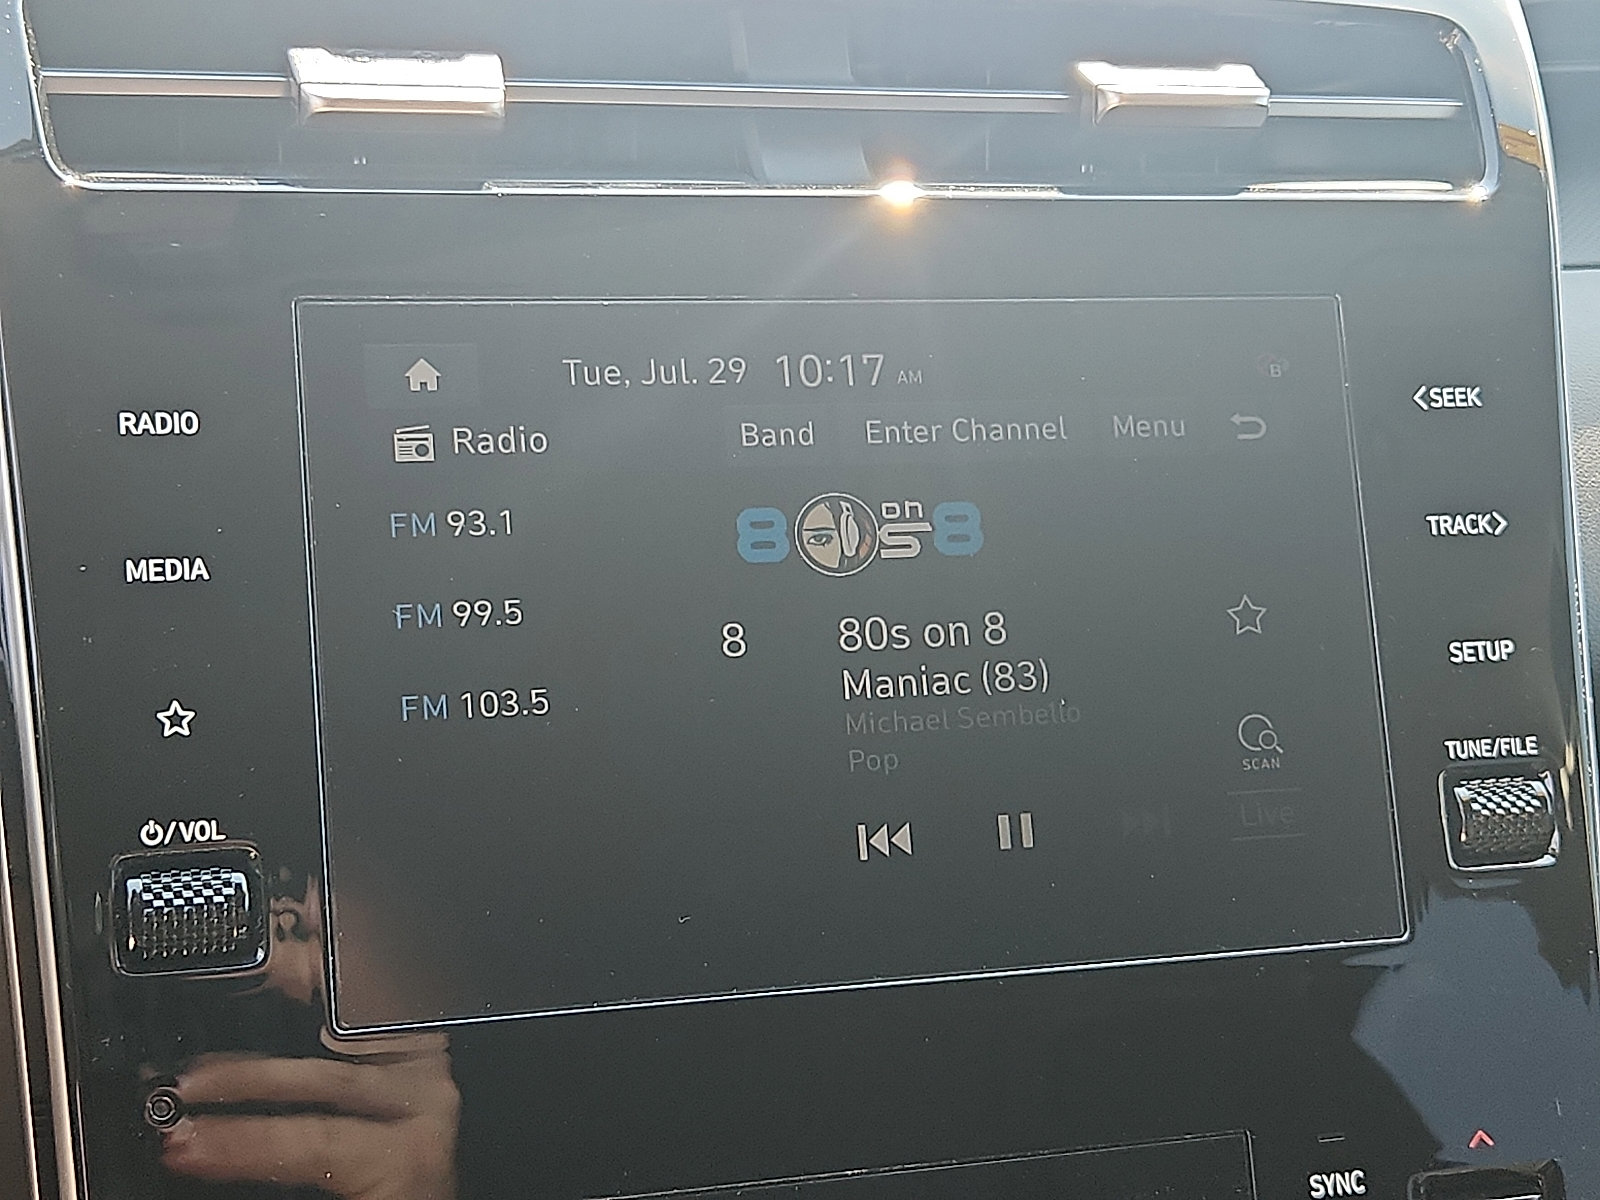 Tue, Jul. 29 10:17 AM
B
RADIO
Radio
Band
Enter Channel
Menu
<SEEK
FM 93.1
80s on 8
TRACK>
MEDIA
FM 99.5
8
80s on 8
Maniac (83)
SETUP
FM 103.5
Michael Sembello
Pop
SCAN
TUNE/FILE
Live
/VOL
SYNC